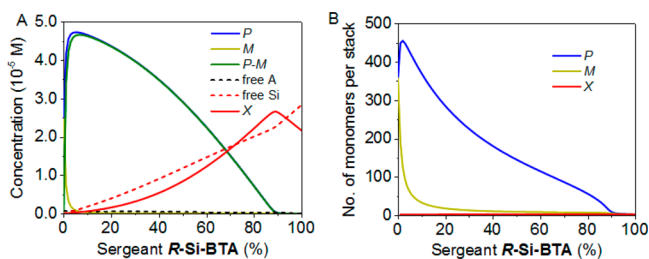 A
Concentration (10⁻⁵ M)
5.0
4.0
3.0
2.0
1.0
0.0
P
M
P-M
free A
free Si
X
0 20 40 60 80 100
Sergeant R-Si-BTA (%)
B
No. of monomers per stack
500
400
300
200
100
0
P
M
X
0 20 40 60 80 100
Sergeant R-Si-BTA (%)